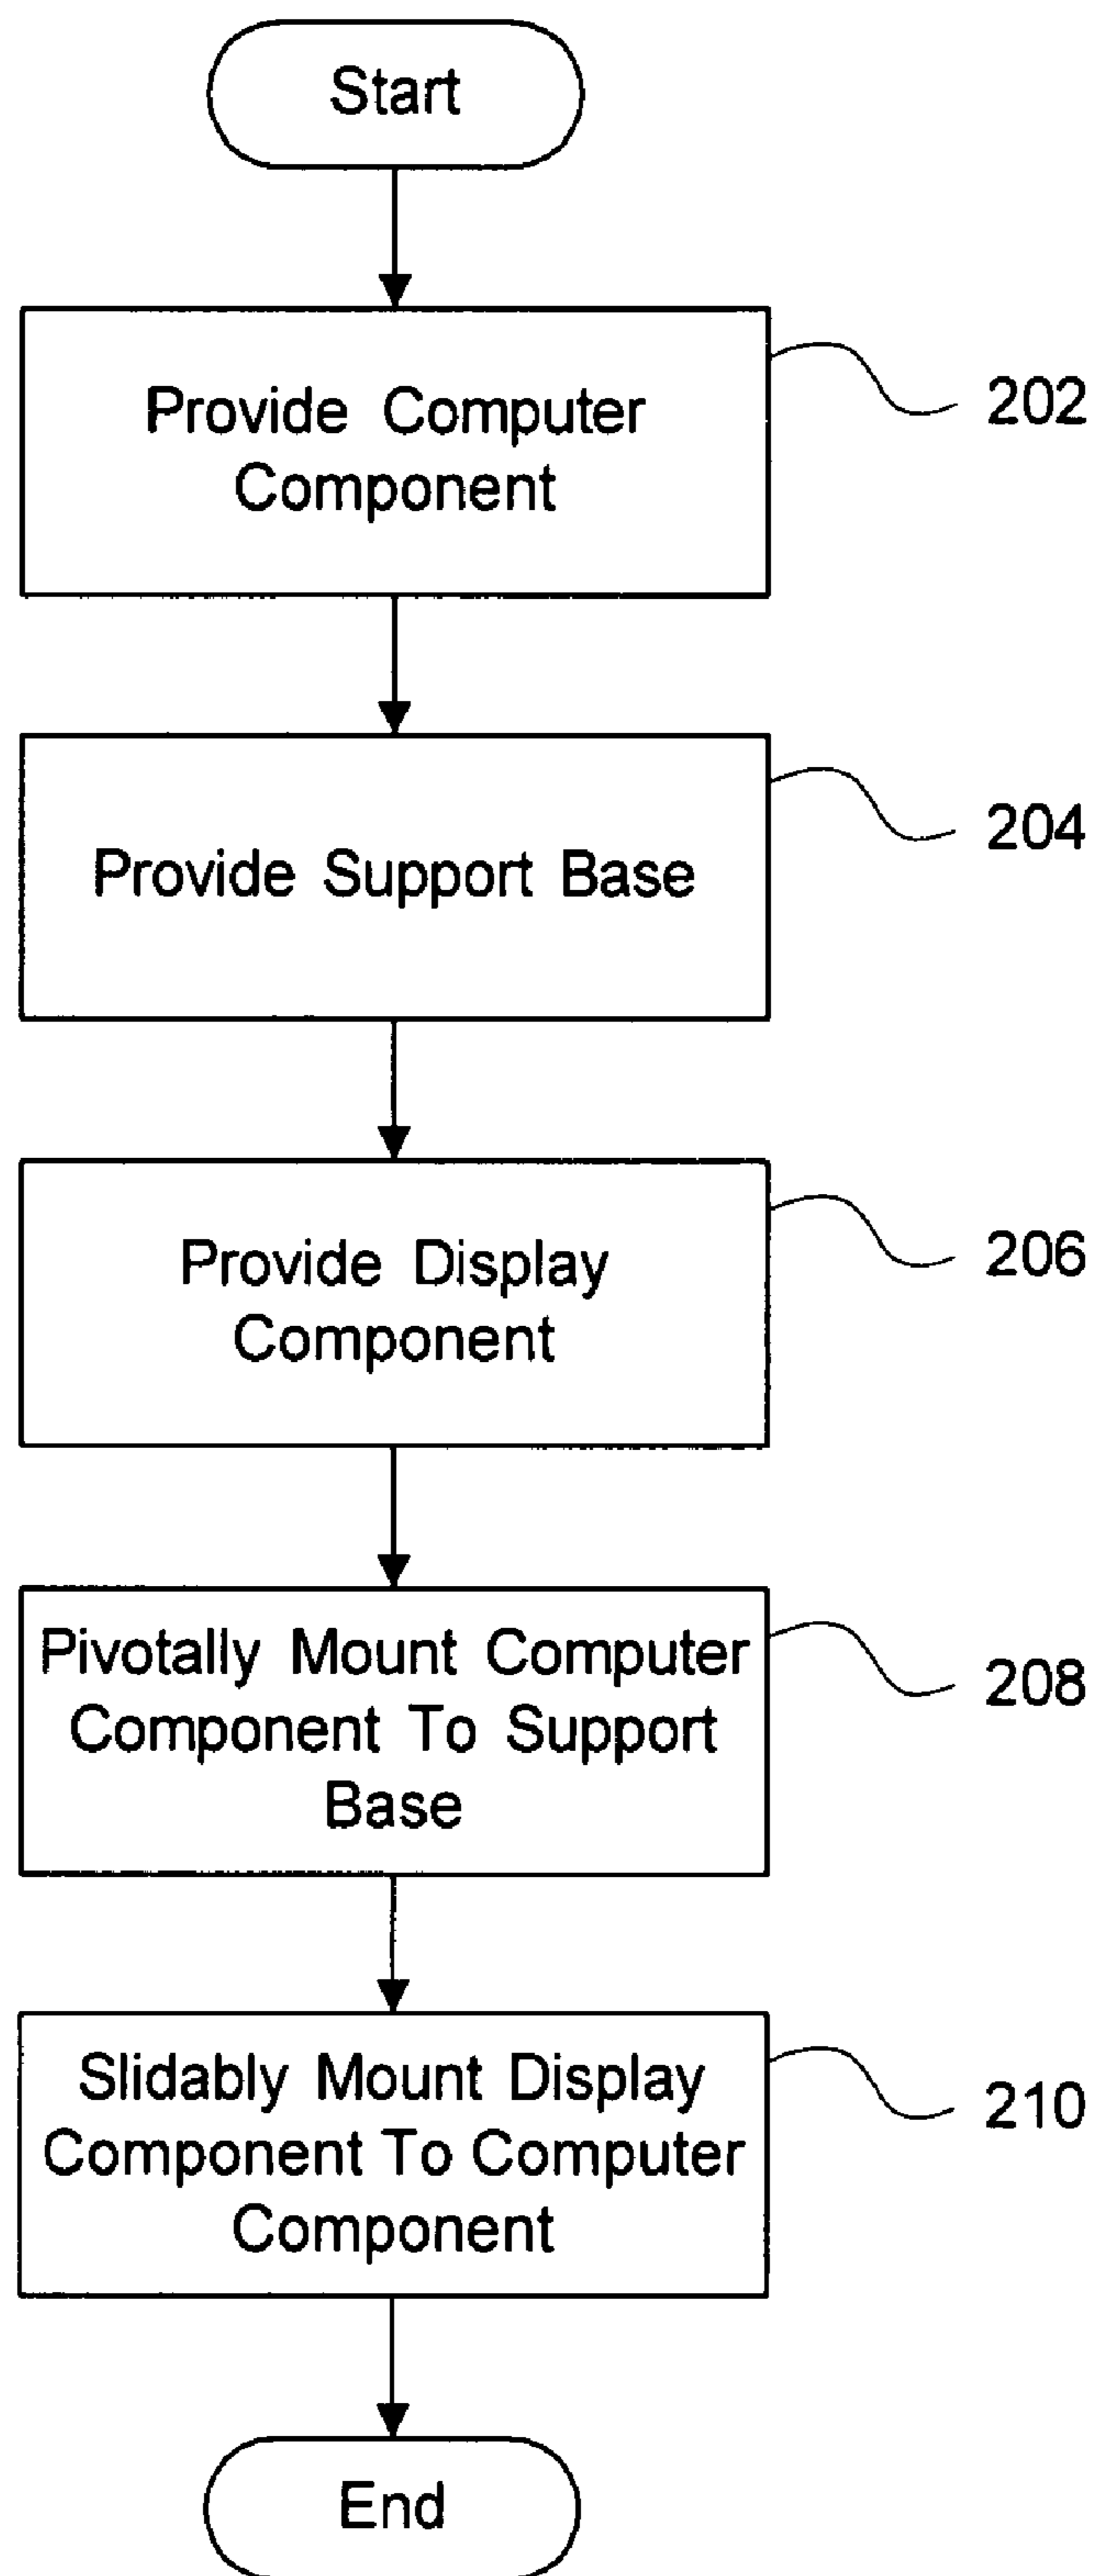 Start
Provide Computer
Component
202
Provide Support Base
204
Provide Display
Component
206
Pivotally Mount Computer
Component To Support
Base
208
Slidably Mount Display
Component To Computer
Component
210
End